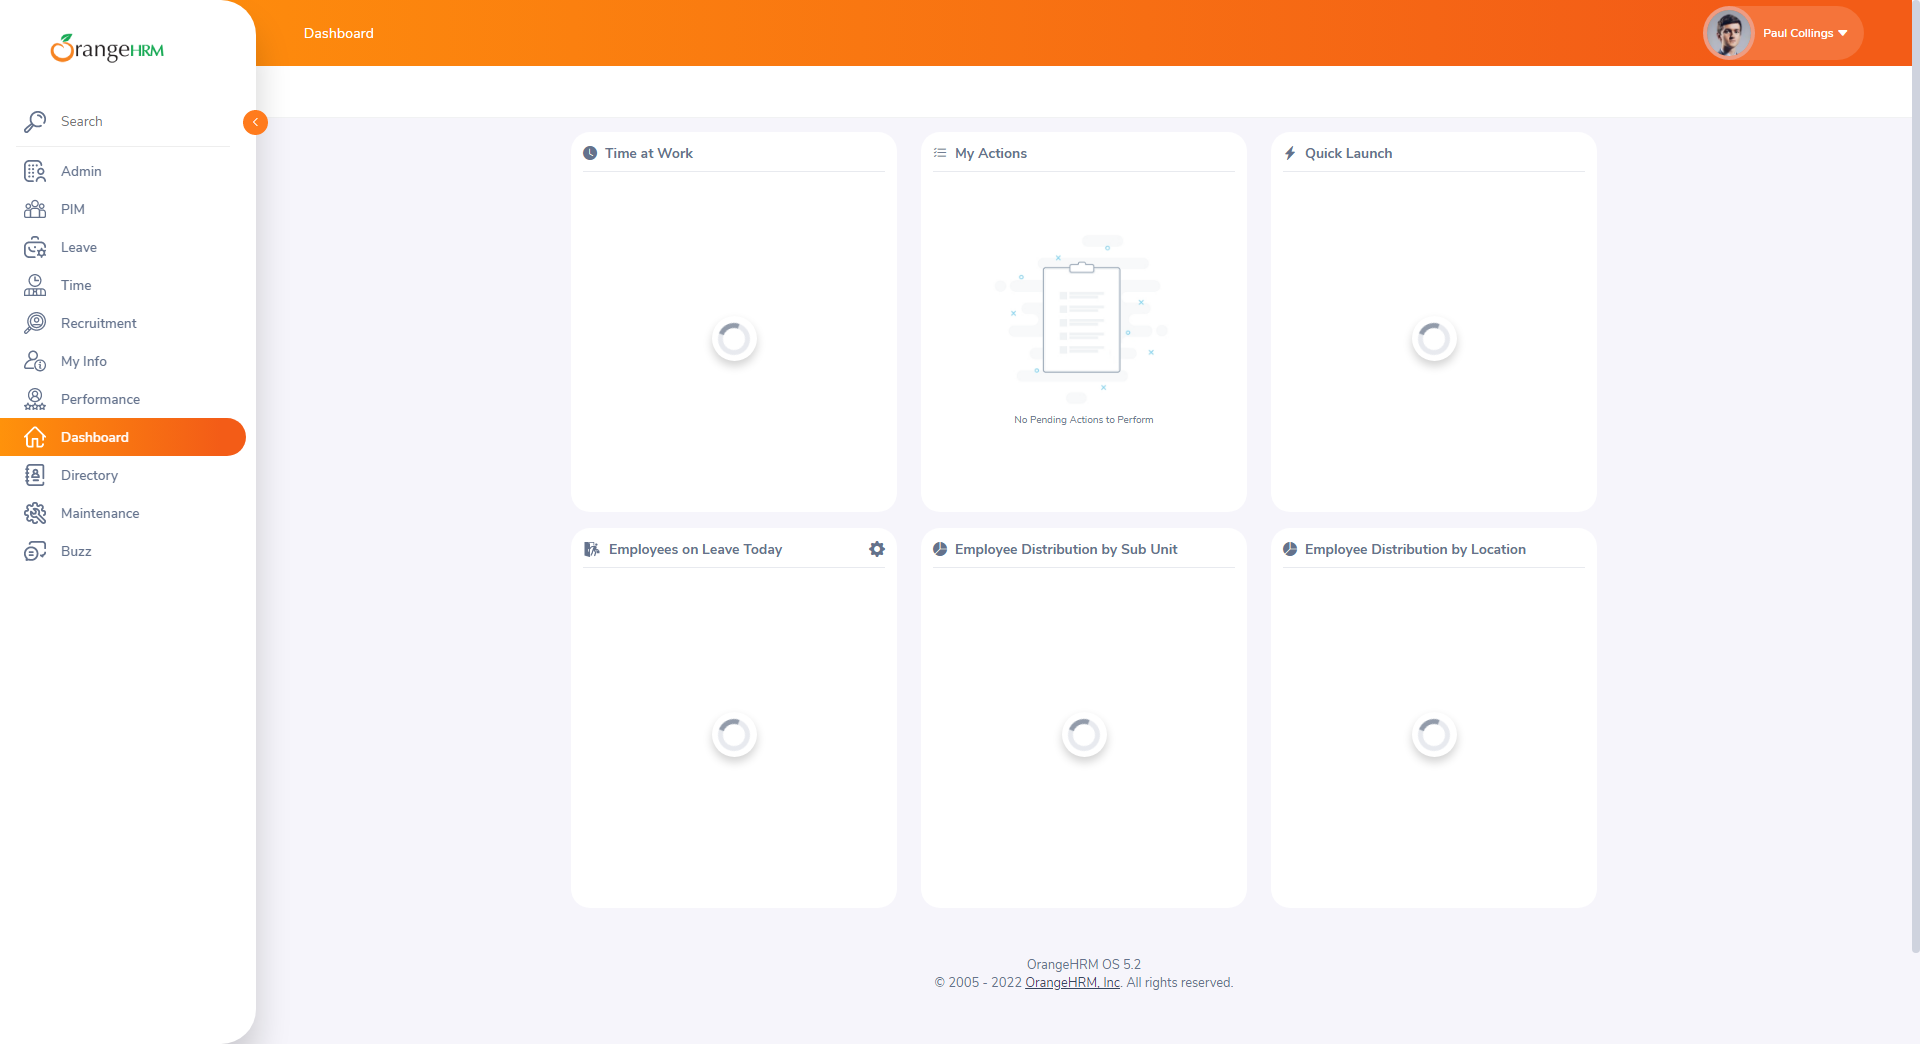 OrangeHRM
Dashboard
Paul Collings
Search
Admin
PIM
Leave
Time
Recruitment
My Info
Performance
Dashboard
Directory
Maintenance
Buzz
Time at Work
My Actions
Quick Launch
No Pending Actions to Perform
Employees on Leave Today
Employee Distribution by Sub Unit
Employee Distribution by Location
OrangeHRM OS 5.2
© 2005 - 2022 OrangeHRM, Inc. All rights reserved.